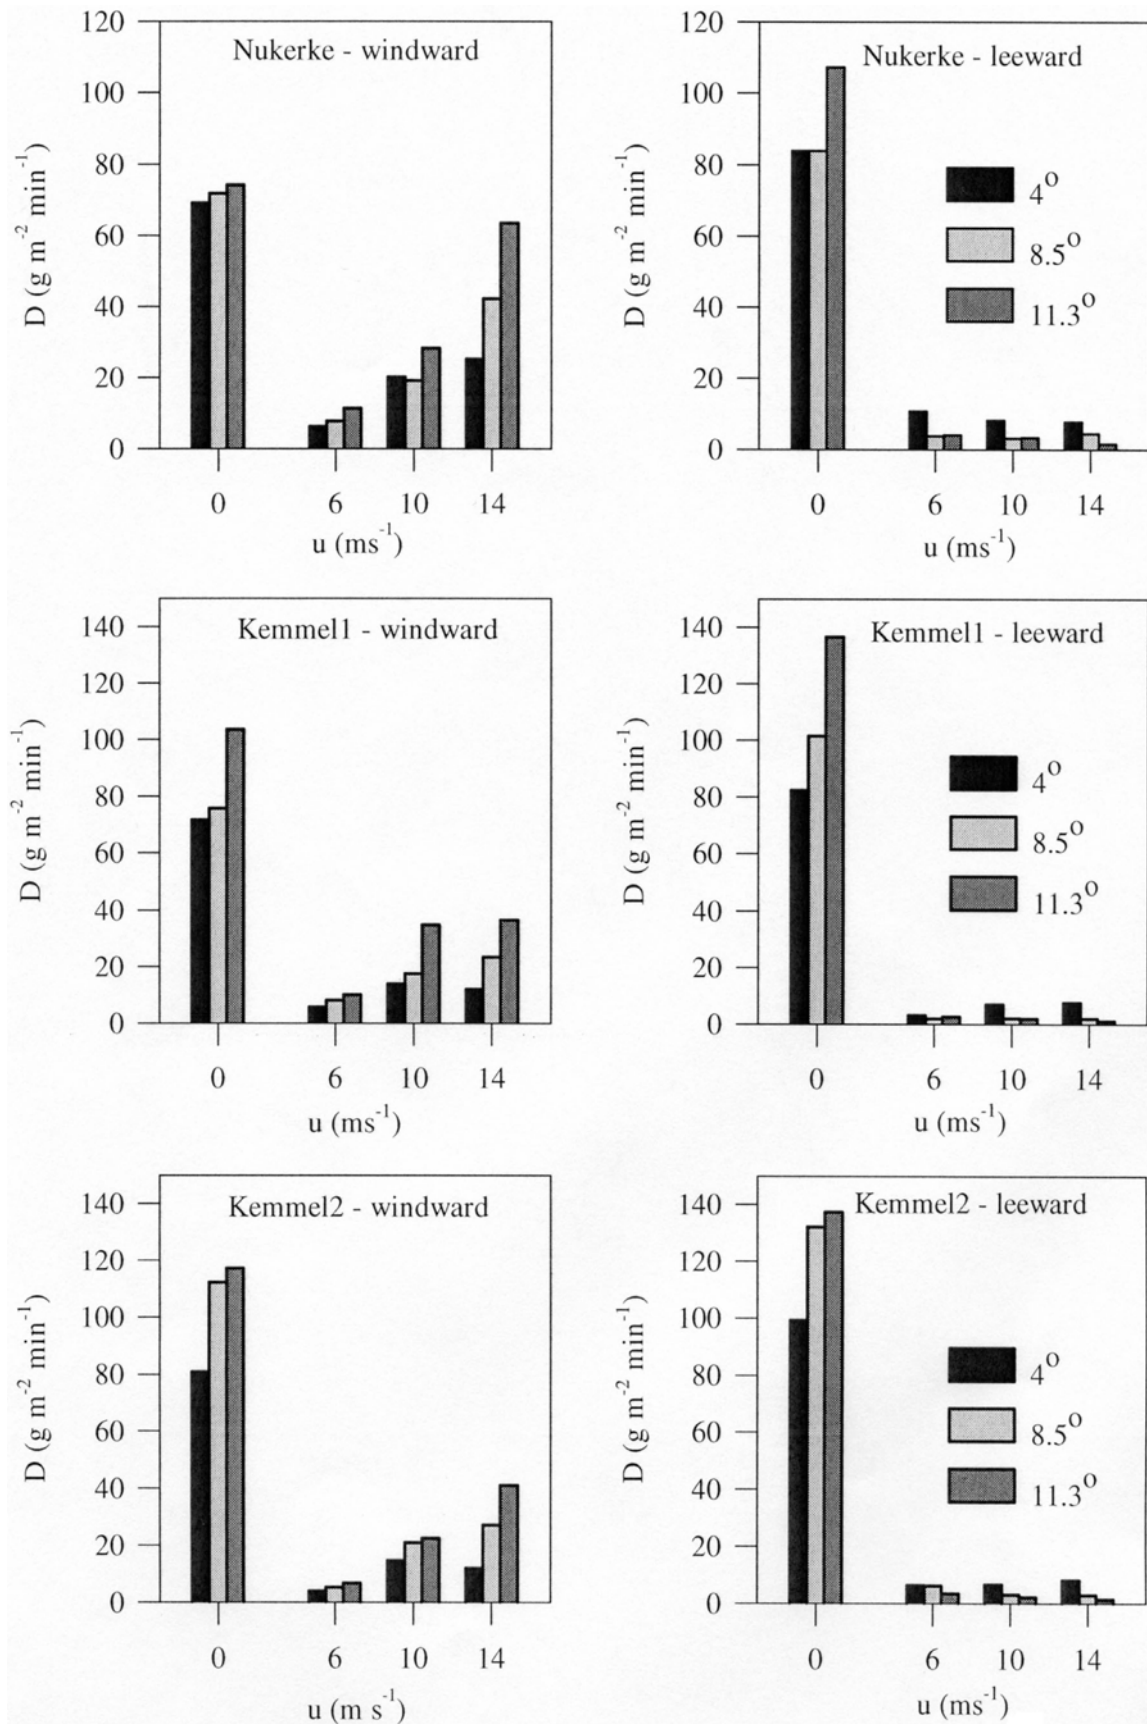 Nukerke - windward
D (g m⁻² min⁻¹)
120
100
80
60
40
20
0
0 6 10 14
u (ms⁻¹)
Nukerke - leeward
D (g m⁻² min⁻¹)
120
100
80
60
40
20
0
4°
8.5°
11.3°
0 6 10 14
u (ms⁻¹)
Kemmel1 - windward
D (g m⁻² min⁻¹)
140
120
100
80
60
40
20
0
0 6 10 14
u (ms⁻¹)
Kemmel1 - leeward
D (g m⁻² min⁻¹)
140
120
100
80
60
40
20
0
4°
8.5°
11.3°
0 6 10 14
u (ms⁻¹)
Kemmel2 - windward
D (g m⁻² min⁻¹)
140
120
100
80
60
40
20
0
0 6 10 14
u (m s⁻¹)
Kemmel2 - leeward
D (g m⁻² min⁻¹)
140
120
100
80
60
40
20
0
4°
8.5°
11.3°
0 6 10 14
u (ms⁻¹)